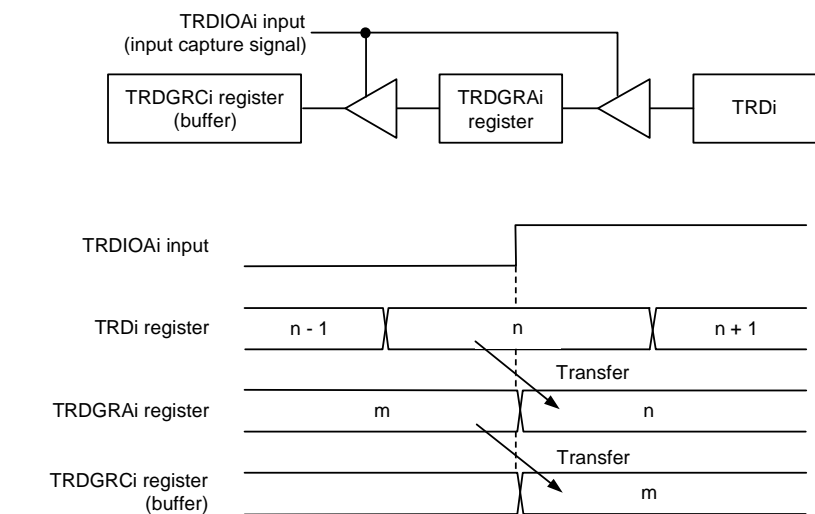 TRDIOAi input
(input capture signal)
TRDGRCi register
(buffer)
TRDGRAi
register
TRDi
TRDIOAi input
TRDi register
n - 1
n
n + 1
Transfer
TRDGRAi register
m
n
Transfer
TRDGRCi register
(buffer)
m